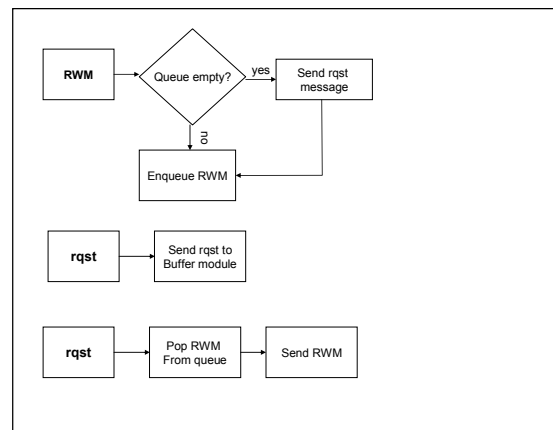 RWM
Queue empty?
yes
Send rqst
message
no
Enqueue RWM
rqst
Send rqst to
Buffer module
rqst
Pop RWM
From queue
Send RWM